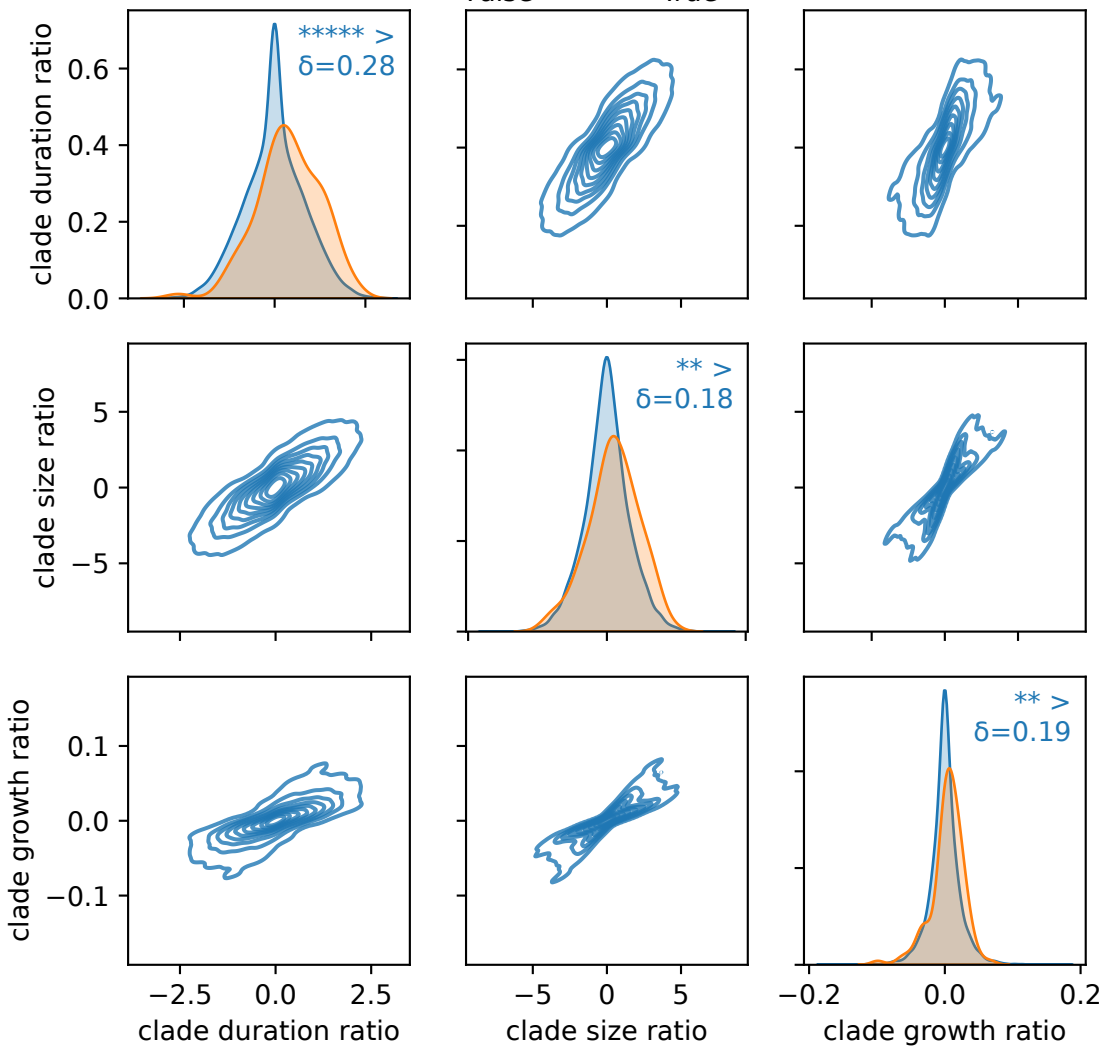 ***** >
δ=0.28
clade duration ratio
0.6
0.4
0.2
0.0
** >
δ=0.18
clade size ratio
5
0
−5
** >
δ=0.19
clade growth ratio
0.1
0.0
−0.1
−2.5 0.0 2.5
−5 0 5
−0.2 0.0 0.2
clade duration ratio
clade size ratio
clade growth ratio